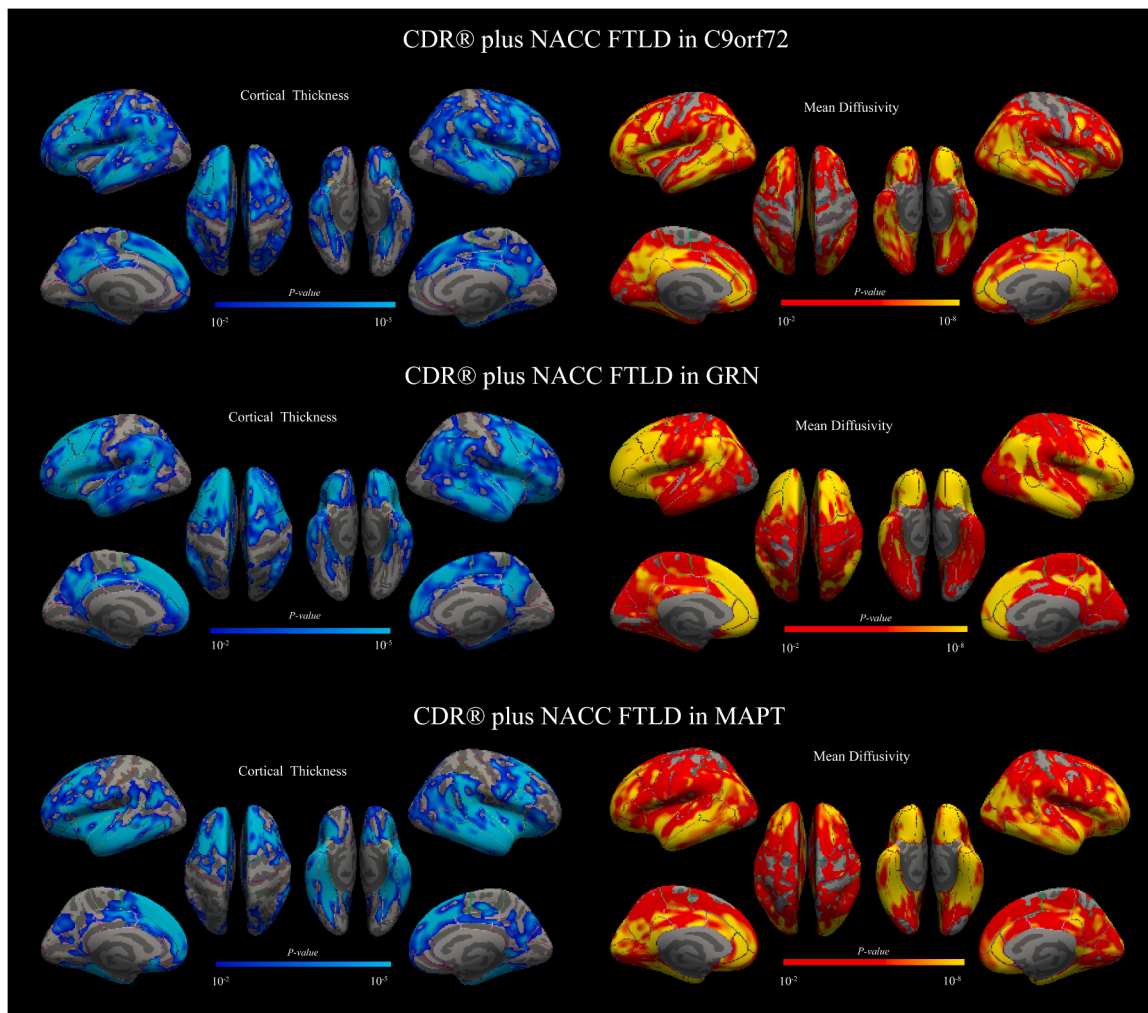 CDR® plus NACC FTLD in C9orf72
Cortical Thickness
Mean Diffusivity
P-value
10-2
10-5
P-value
10-2
10-8
CDR® plus NACC FTLD in GRN
Cortical Thickness
Mean Diffusivity
P-value
10-2
10-5
P-value
10-2
10-8
CDR® plus NACC FTLD in MAPT
Cortical Thickness
Mean Diffusivity
P-value
10-2
10-5
P-value
10-2
10-8